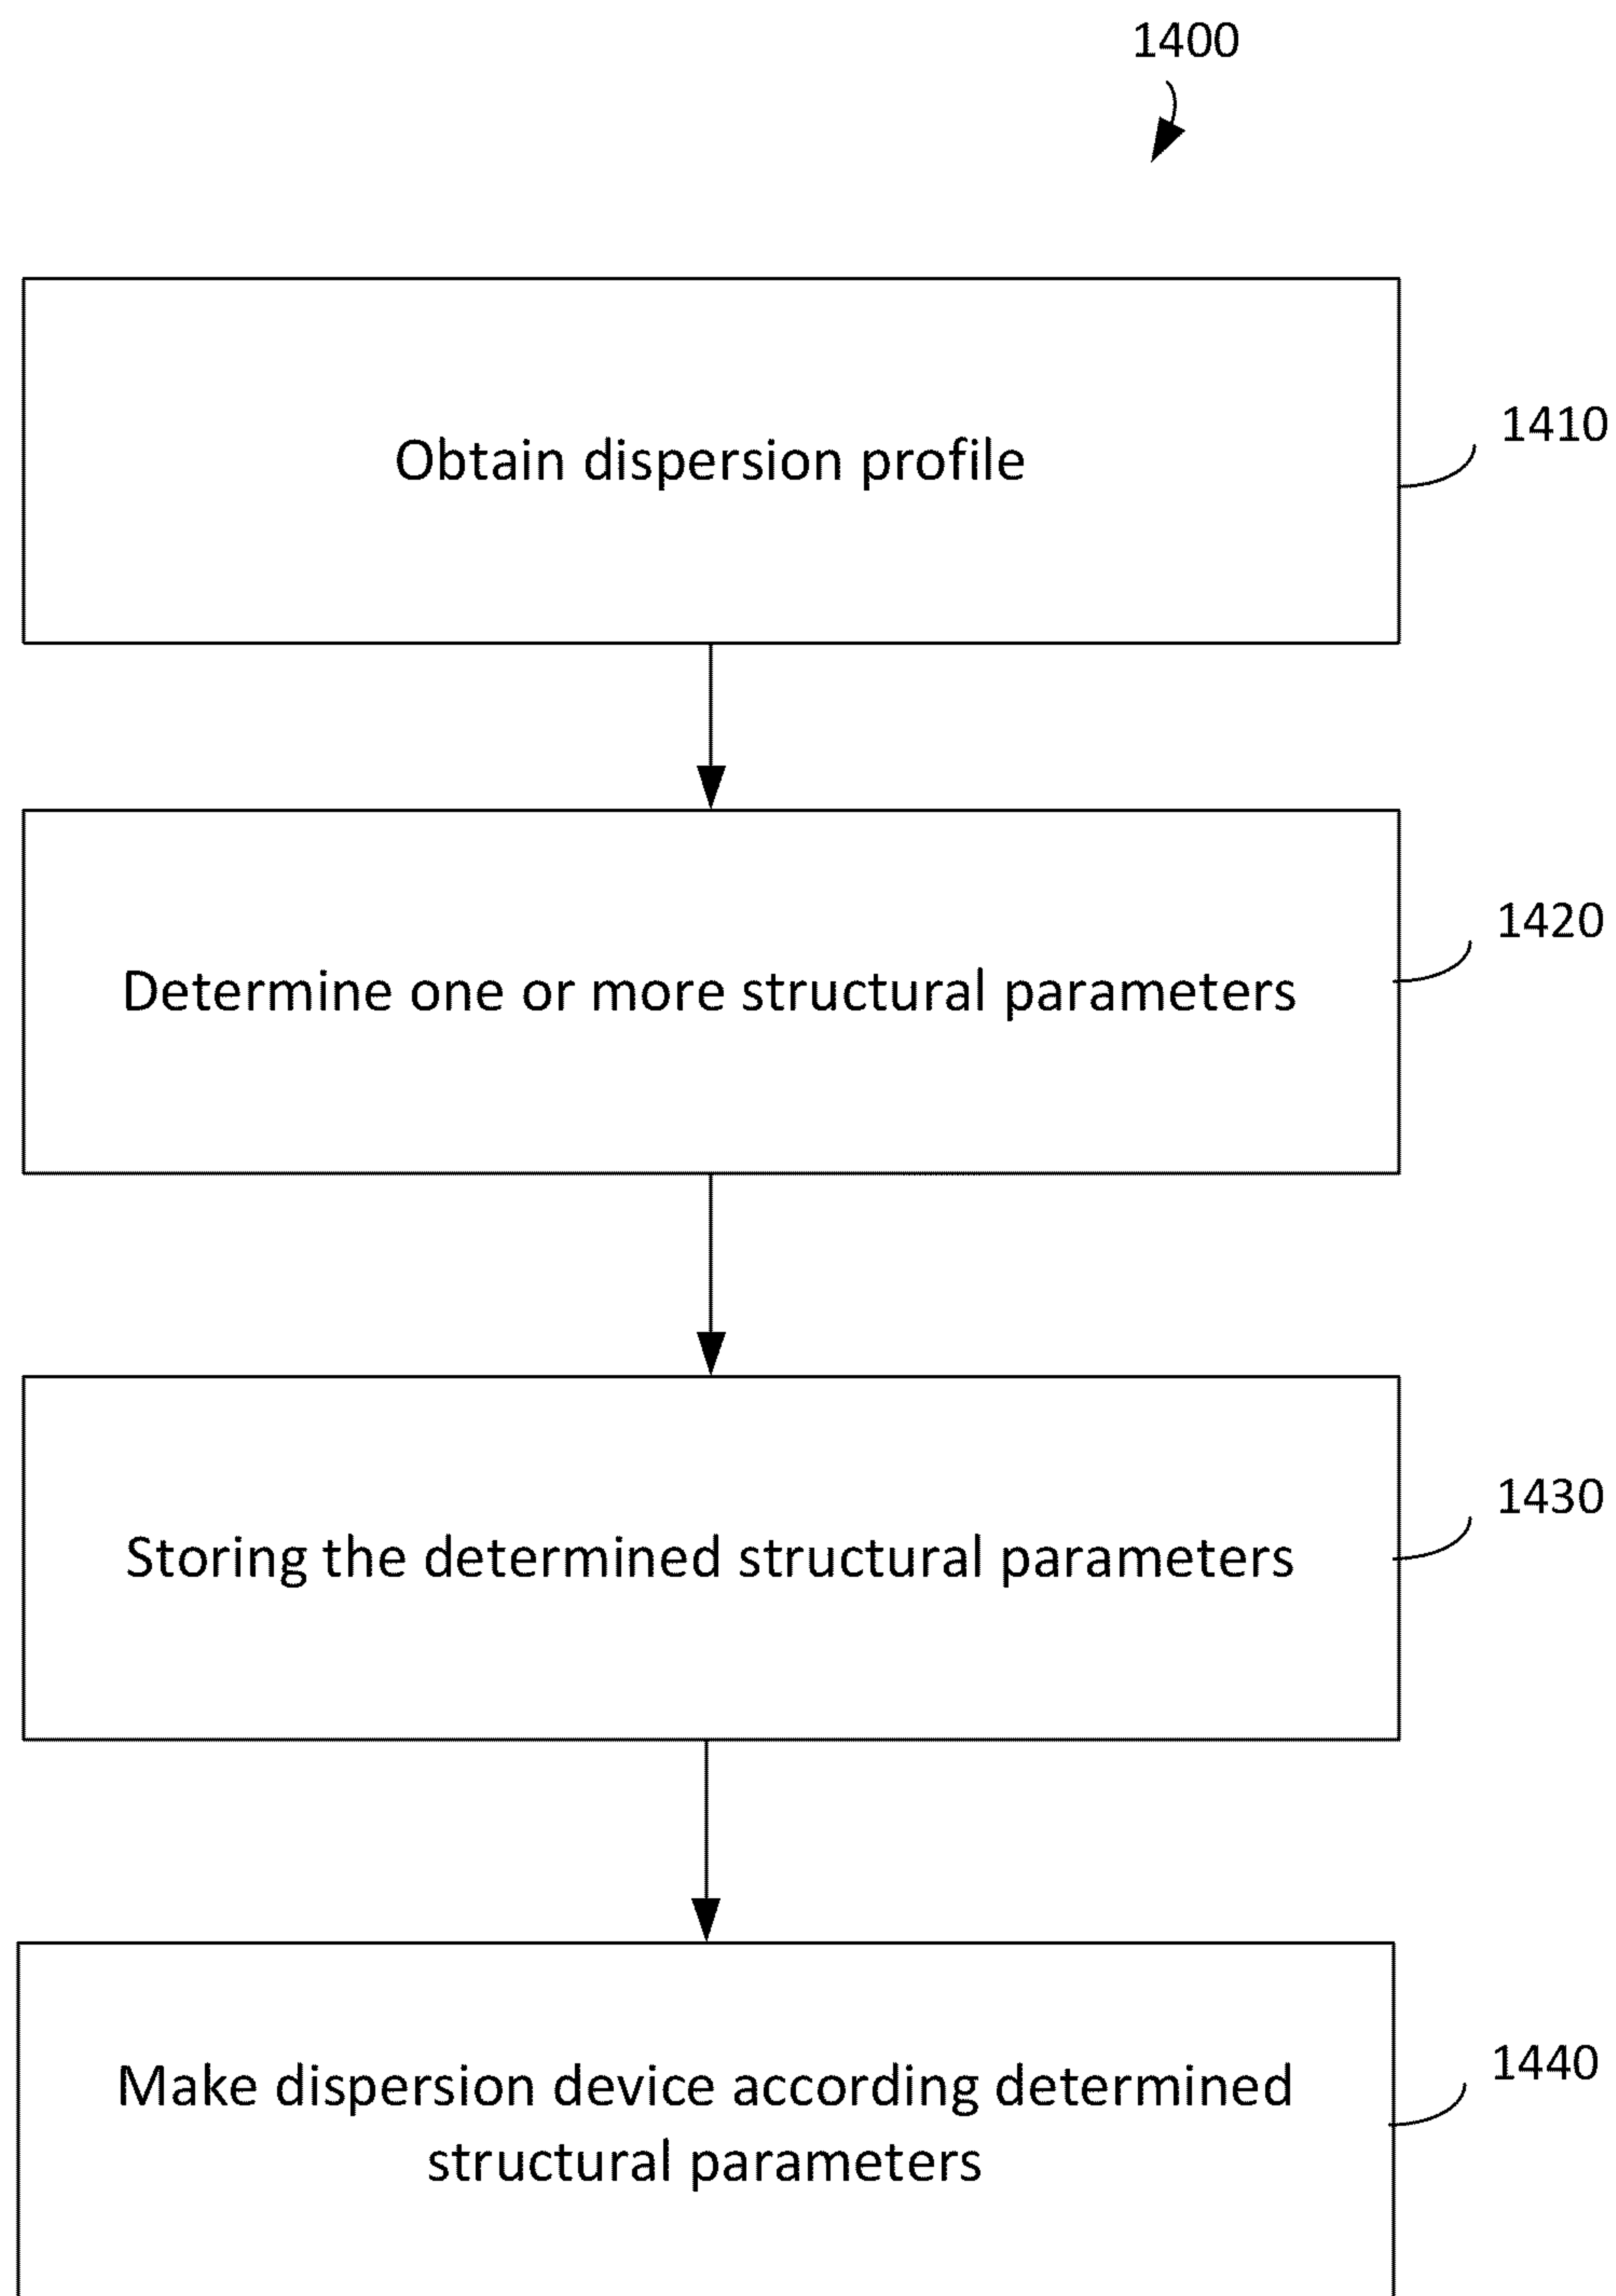 1400
Obtain dispersion profile
1410
Determine one or more structural parameters
1420
Storing the determined structural parameters
1430
Make dispersion device according determined
structural parameters
1440